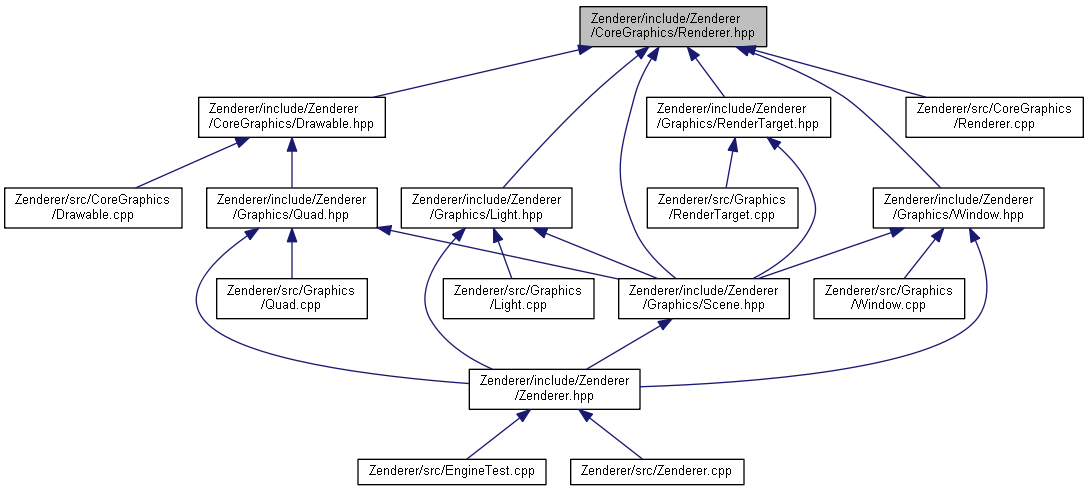 Zenderer/include/Zenderer
/CoreGraphics/Renderer.hpp
Zenderer/include/Zenderer
/CoreGraphics/Drawable.hpp
Zenderer/include/Zenderer
/Graphics/RenderTarget.hpp
Zenderer/src/CoreGraphics
/Renderer.cpp
Zenderer/src/CoreGraphics
/Drawable.cpp
Zenderer/include/Zenderer
/Graphics/Quad.hpp
Zenderer/include/Zenderer
/Graphics/Light.hpp
Zenderer/src/Graphics
/RenderTarget.cpp
Zenderer/include/Zenderer
/Graphics/Window.hpp
Zenderer/src/Graphics
/Quad.cpp
Zenderer/src/Graphics
/Light.cpp
Zenderer/include/Zenderer
/Graphics/Scene.hpp
Zenderer/src/Graphics
/Window.cpp
Zenderer/include/Zenderer
/Zenderer.hpp
Zenderer/src/EngineTest.cpp
Zenderer/src/Zenderer.cpp